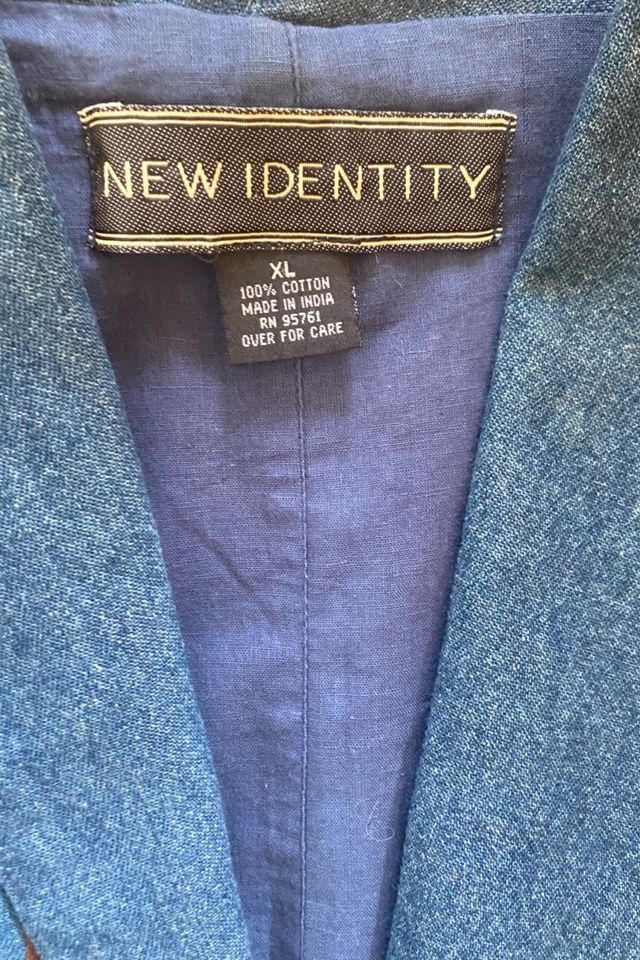 NEW IDENTITY
XL
100% COTTON
MADE IN INDIA
RN 95761
OVER FOR CARE